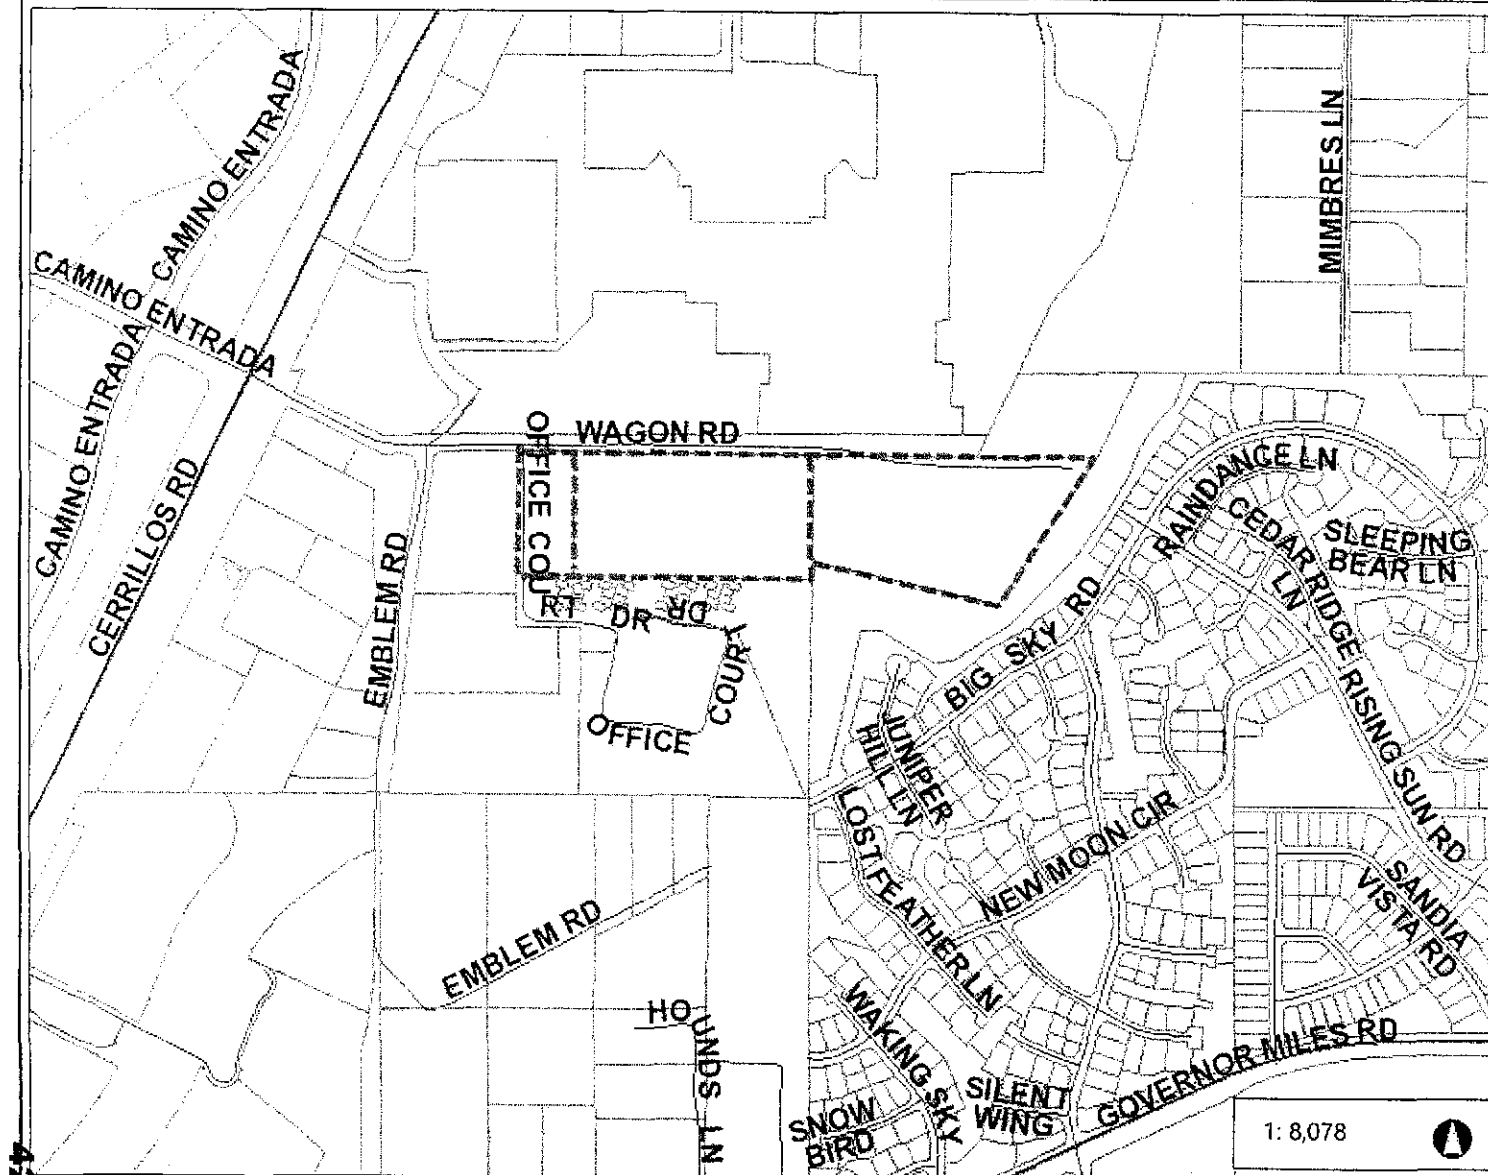 CAMINO ENTRADA
CAMINO ENTRADA
CAMINO ENTRADA
CERRILLOS RD
MIMBRES LN
WAGON RD
OFFICE COU
RT DR
DR
COURT
OFFICE
EMBLEM RD
EMBLEM RD
HOUNDS LN
RAINDANCE LN
CEDAR RIDGE
LN
SLEEPING
BEAR LN
RISING SUN RD
BIG SKY RD
JUNIPER
HILL LN
LOST FEATHER LN
NEW MOON CIR
SANDIA
VISTA RD
WAKING SKY
SNOW
BIRD
SILENT
WING
GOVERNOR MILES RD
1: 8,078